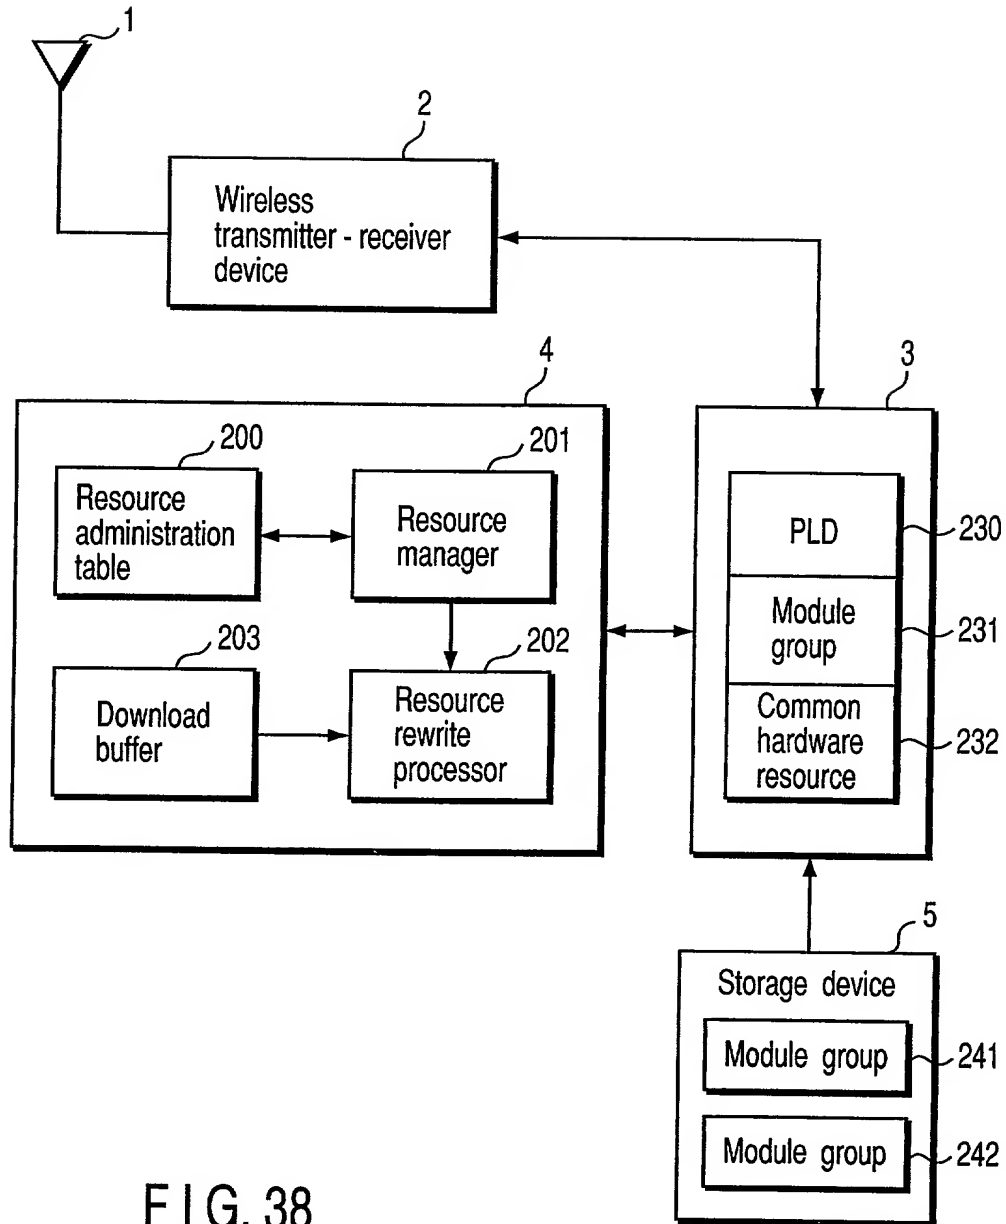 1
2
Wireless
transmitter - receiver
device
4
3
200
201
Resource
administration
table
Resource
manager
PLD
230
Module
group
231
203
202
Download
buffer
Resource
rewrite
processor
Common
hardware
resource
232
5
Storage device
Module group
241
Module group
242
FIG. 38